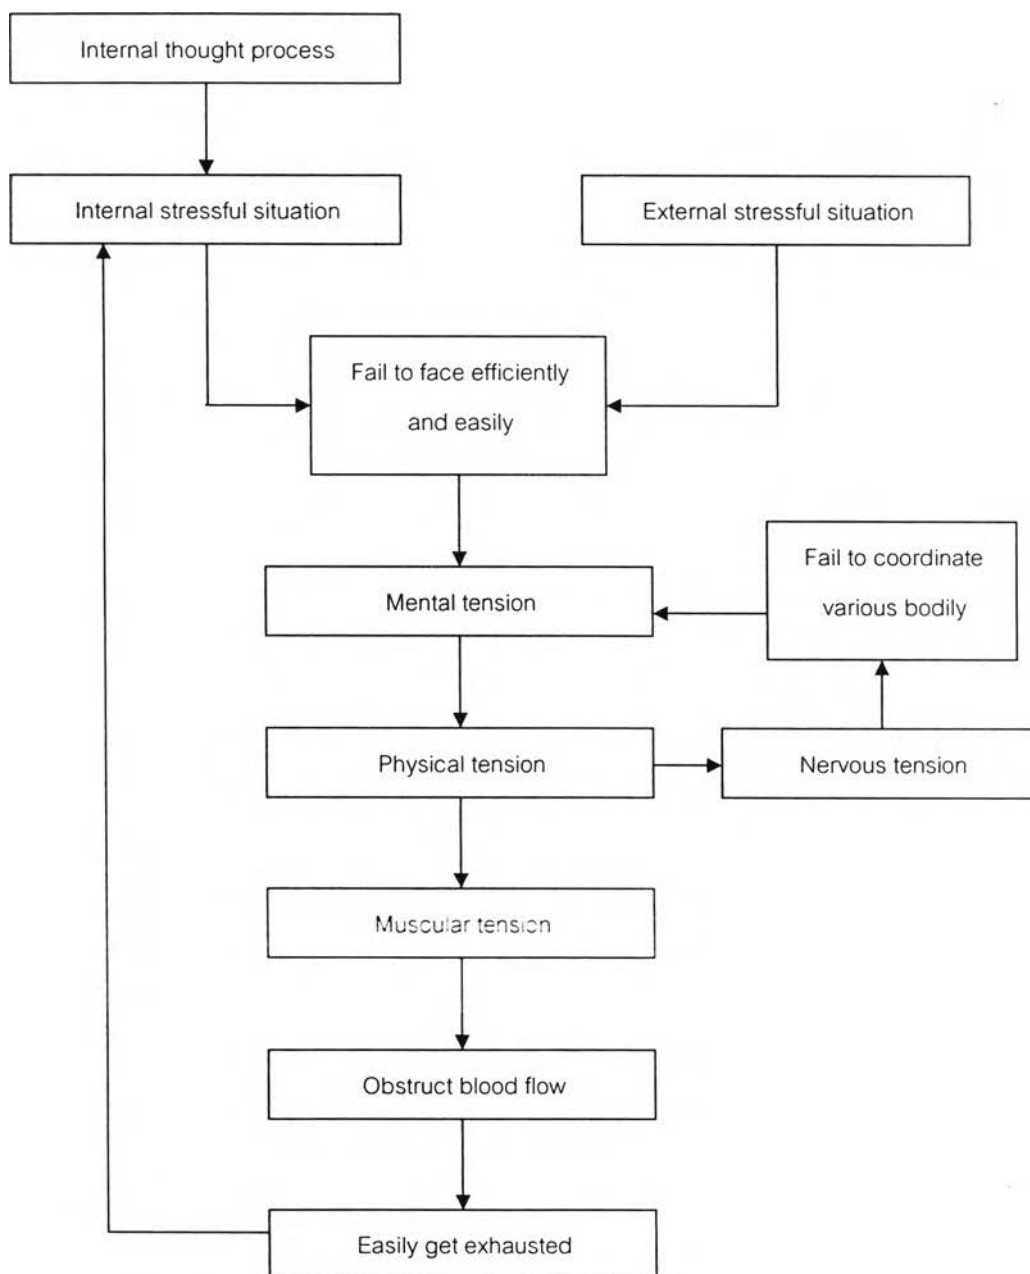 Internal thought process
Internal stressful situation
External stressful situation
Fail to face efficiently
and easily
Fail to coordinate
various bodily
Mental tension
Physical tension
Nervous tension
Muscular tension
Obstruct blood flow
Easily get exhausted